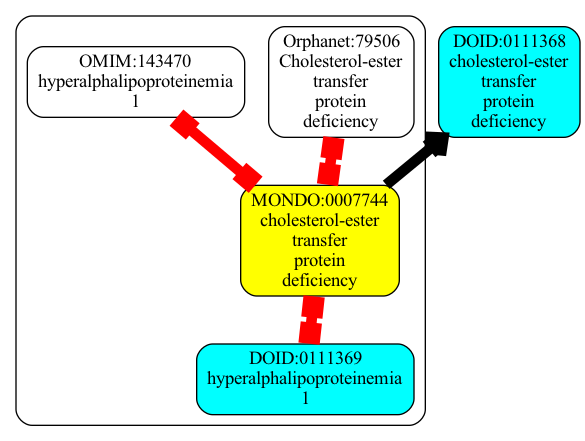 OMIM:143470
hyperalphalipoproteinemia
1
Orphanet:79506
Cholesterol-ester
transfer
protein
deficiency
DOID:0111368
cholesterol-ester
transfer
protein
deficiency
MONDO:0007744
cholesterol-ester
transfer
protein
deficiency
DOID:0111369
hyperalphalipoproteinemia
1